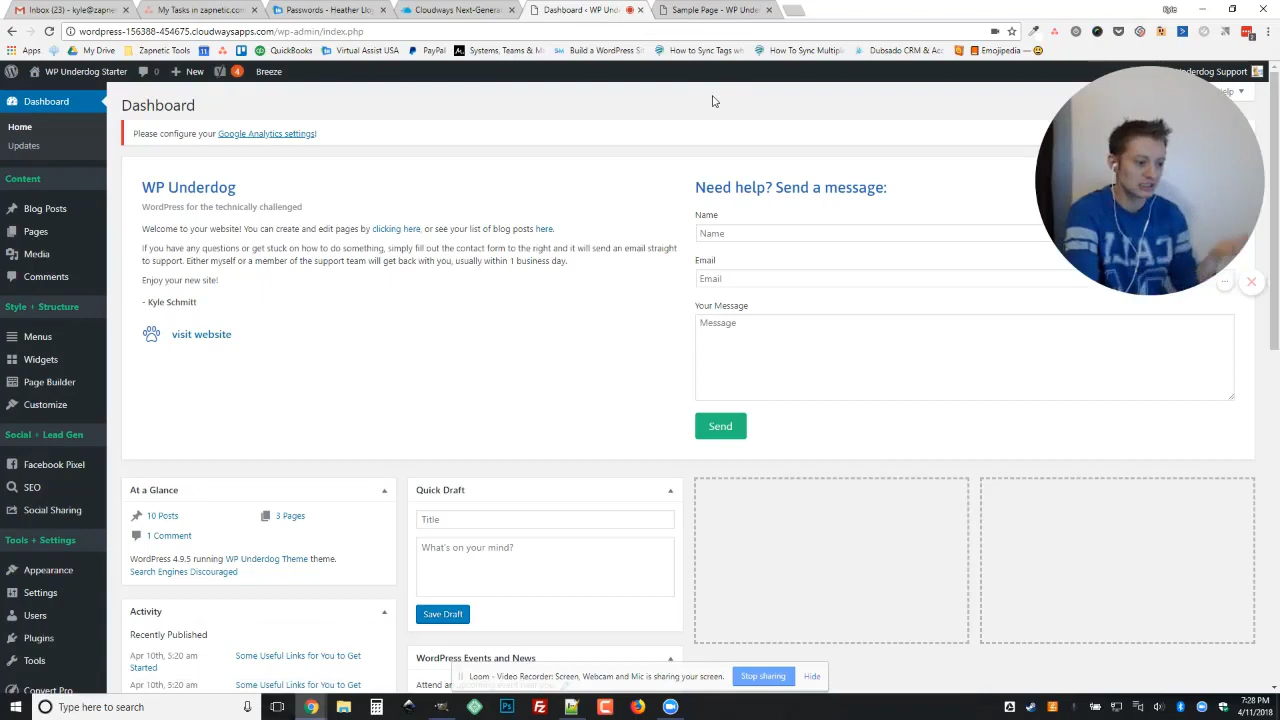 Inbox (23) - kyle@zapne
My Tasks in zapnetic.com
Passwords - Heather Blog
Cloudways Next-Gener
Dashboard ‹ WP Und
Sample Page - WP Und
Kyle
wordpress-156388-454675.cloudwaysapps.com/wp-admin/index.php
Apps
My Drive
Zapnetic Tools
QuickBooks
Virtual Assist USA
PayPal
Systems, Teams & M
Build a WordPress S
How to Sync Tags wh
How To Sync Multip
Dubsado CRM & Ac
Emojipedia —
WP Underdog Starter
0
New
4
Breeze
Underdog Support
Help
Dashboard
Home
Updates
Content
Blog Posts
Pages
Media
Comments
Style + Structure
Menus
Widgets
Page Builder
Customize
Social + Lead Gen
Facebook Pixel
SEO
Social Sharing
Tools + Settings
Appearance
Settings
Users
Plugins
Tools
Convert Pro
Dashboard
Please configure your Google Analytics settings!
WP Underdog
WordPress for the technically challenged
Welcome to your website! You can create and edit pages by clicking here, or see your list of blog posts here.
If you have any questions or get stuck on how to do something, simply fill out the contact form to the right and it will send an email straight
to support. Either myself or a member of the support team will get back with you, usually within 1 business day.
Enjoy your new site!
- Kyle Schmitt
visit website
Need help? Send a message:
Name
Name
Email
Email
Your Message
Message
Send
At a Glance
10 Posts
3 Pages
1 Comment
WordPress 4.9.5 running WP Underdog Theme theme.
Search Engines Discouraged
Activity
Recently Published
Apr 10th, 5:20 am
Some Useful Links for You to Get
Started
Apr 10th, 5:20 am
Some Useful Links for You to Get
Quick Draft
Title
What's on your mind?
Save Draft
WordPress Events and News
Attend an
Loom - Video Recorder: Screen, Webcam and Mic is sharing your screen.
Stop sharing
Hide
Type here to search
7:28 PM
4/11/2018